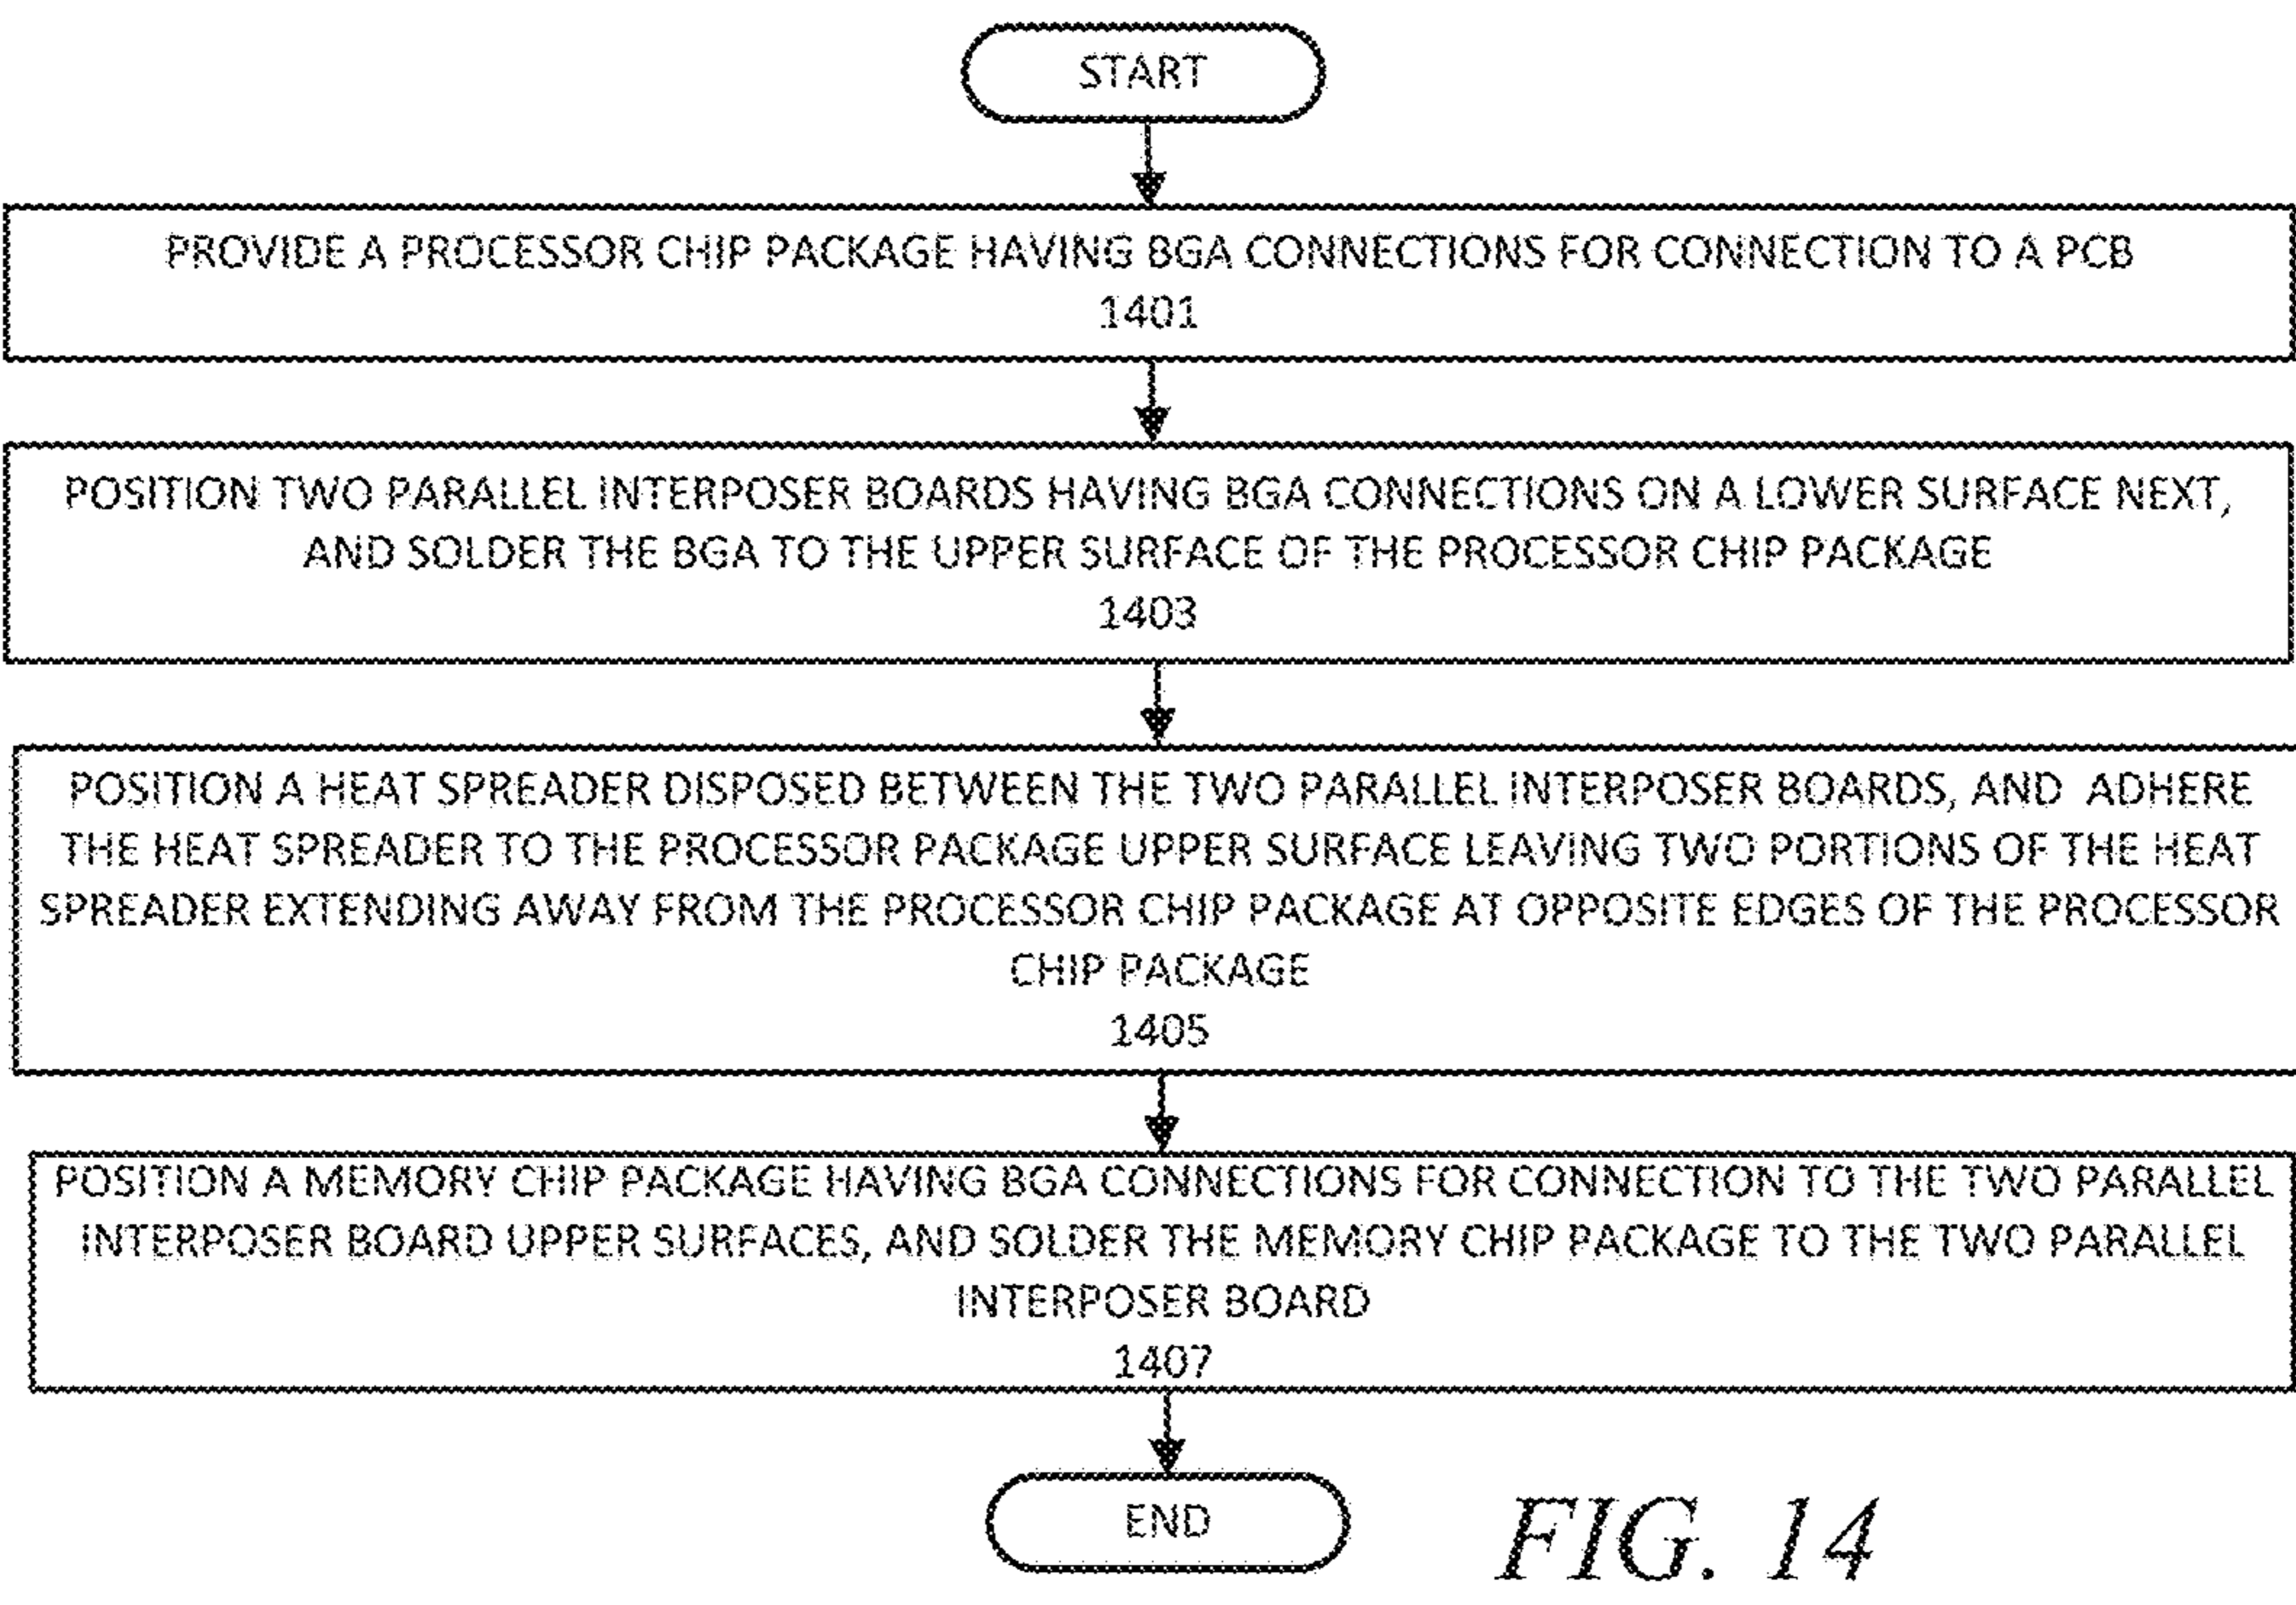 START
PROVIDE A PROCESSOR CHIP PACKAGE HAVING BGA CONNECTIONS FOR CONNECTION TO A PCB
1401
POSITION TWO PARALLEL INTERPOSER BOARDS HAVING BGA CONNECTIONS ON A LOWER SURFACE NEXT,
AND SOLDER THE BGA TO THE UPPER SURFACE OF THE PROCESSOR CHIP PACKAGE
1403
POSITION A HEAT SPREADER DISPOSED BETWEEN THE TWO PARALLEL INTERPOSER BOARDS, AND ADHERE
THE HEAT SPREADER TO THE PROCESSOR PACKAGE UPPER SURFACE LEAVING TWO PORTIONS OF THE HEAT
SPREADER EXTENDING AWAY FROM THE PROCESSOR CHIP PACKAGE AT OPPOSITE EDGES OF THE PROCESSOR
CHIP PACKAGE
1405
POSITION A MEMORY CHIP PACKAGE HAVING BGA CONNECTIONS FOR CONNECTION TO THE TWO PARALLEL
INTERPOSER BOARD UPPER SURFACES, AND SOLDER THE MEMORY CHIP PACKAGE TO THE TWO PARALLEL
INTERPOSER BOARD
1407
END
FIG. 14